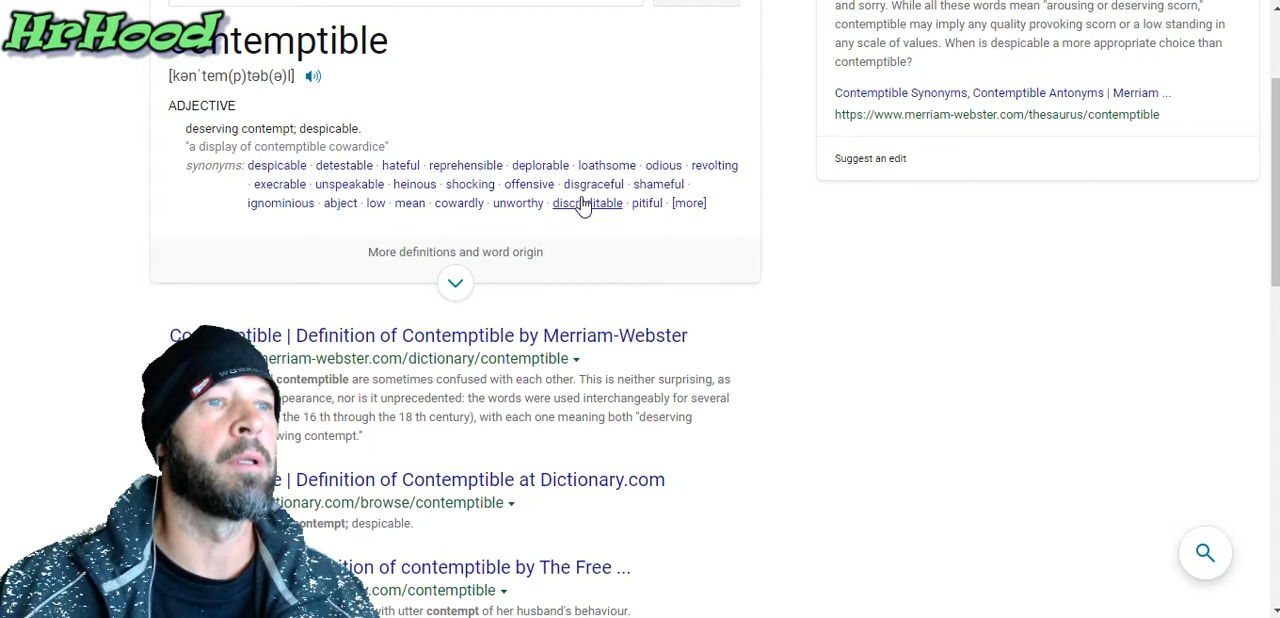 HrHood
ontemptible
[kənˈtem(p)təb(ə)l]
ADJECTIVE
deserving contempt; despicable.
"a display of contemptible cowardice"
synonyms: despicable · detestable · hateful · reprehensible · deplorable · loathsome · odious · revolting
· execrable · unspeakable · heinous · shocking · offensive · disgraceful · shameful ·
ignominious · abject · low · mean · cowardly · unworthy · discreditable · pitiful · [more]
More definitions and word origin
Co tible | Definition of Contemptible by Merriam-Webster
erriam-webster.com/dictionary/contemptible
contemptible are sometimes confused with each other. This is neither surprising, as
pearance, nor is it unprecedented: the words were used interchangeably for several
the 16 th through the 18 th century), with each one meaning both "deserving
wing contempt."
e | Definition of Contemptible at Dictionary.com
tionary.com/browse/contemptible
ontempt; despicable.
ition of contemptible by The Free ...
y.com/contemptible
with utter contempt of her husband's behaviour.
WORK
and sorry. While all these words mean "arousing or deserving scorn,"
contemptible may imply any quality provoking scorn or a low standing in
any scale of values. When is despicable a more appropriate choice than
contemptible?
Contemptible Synonyms, Contemptible Antonyms | Merriam ...
https://www.merriam-webster.com/thesaurus/contemptible
Suggest an edit